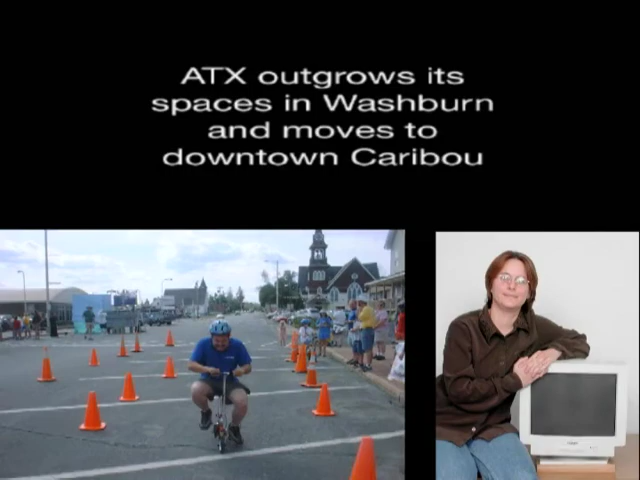 ATX outgrows its
spaces in Washburn
and moves to
downtown Caribou